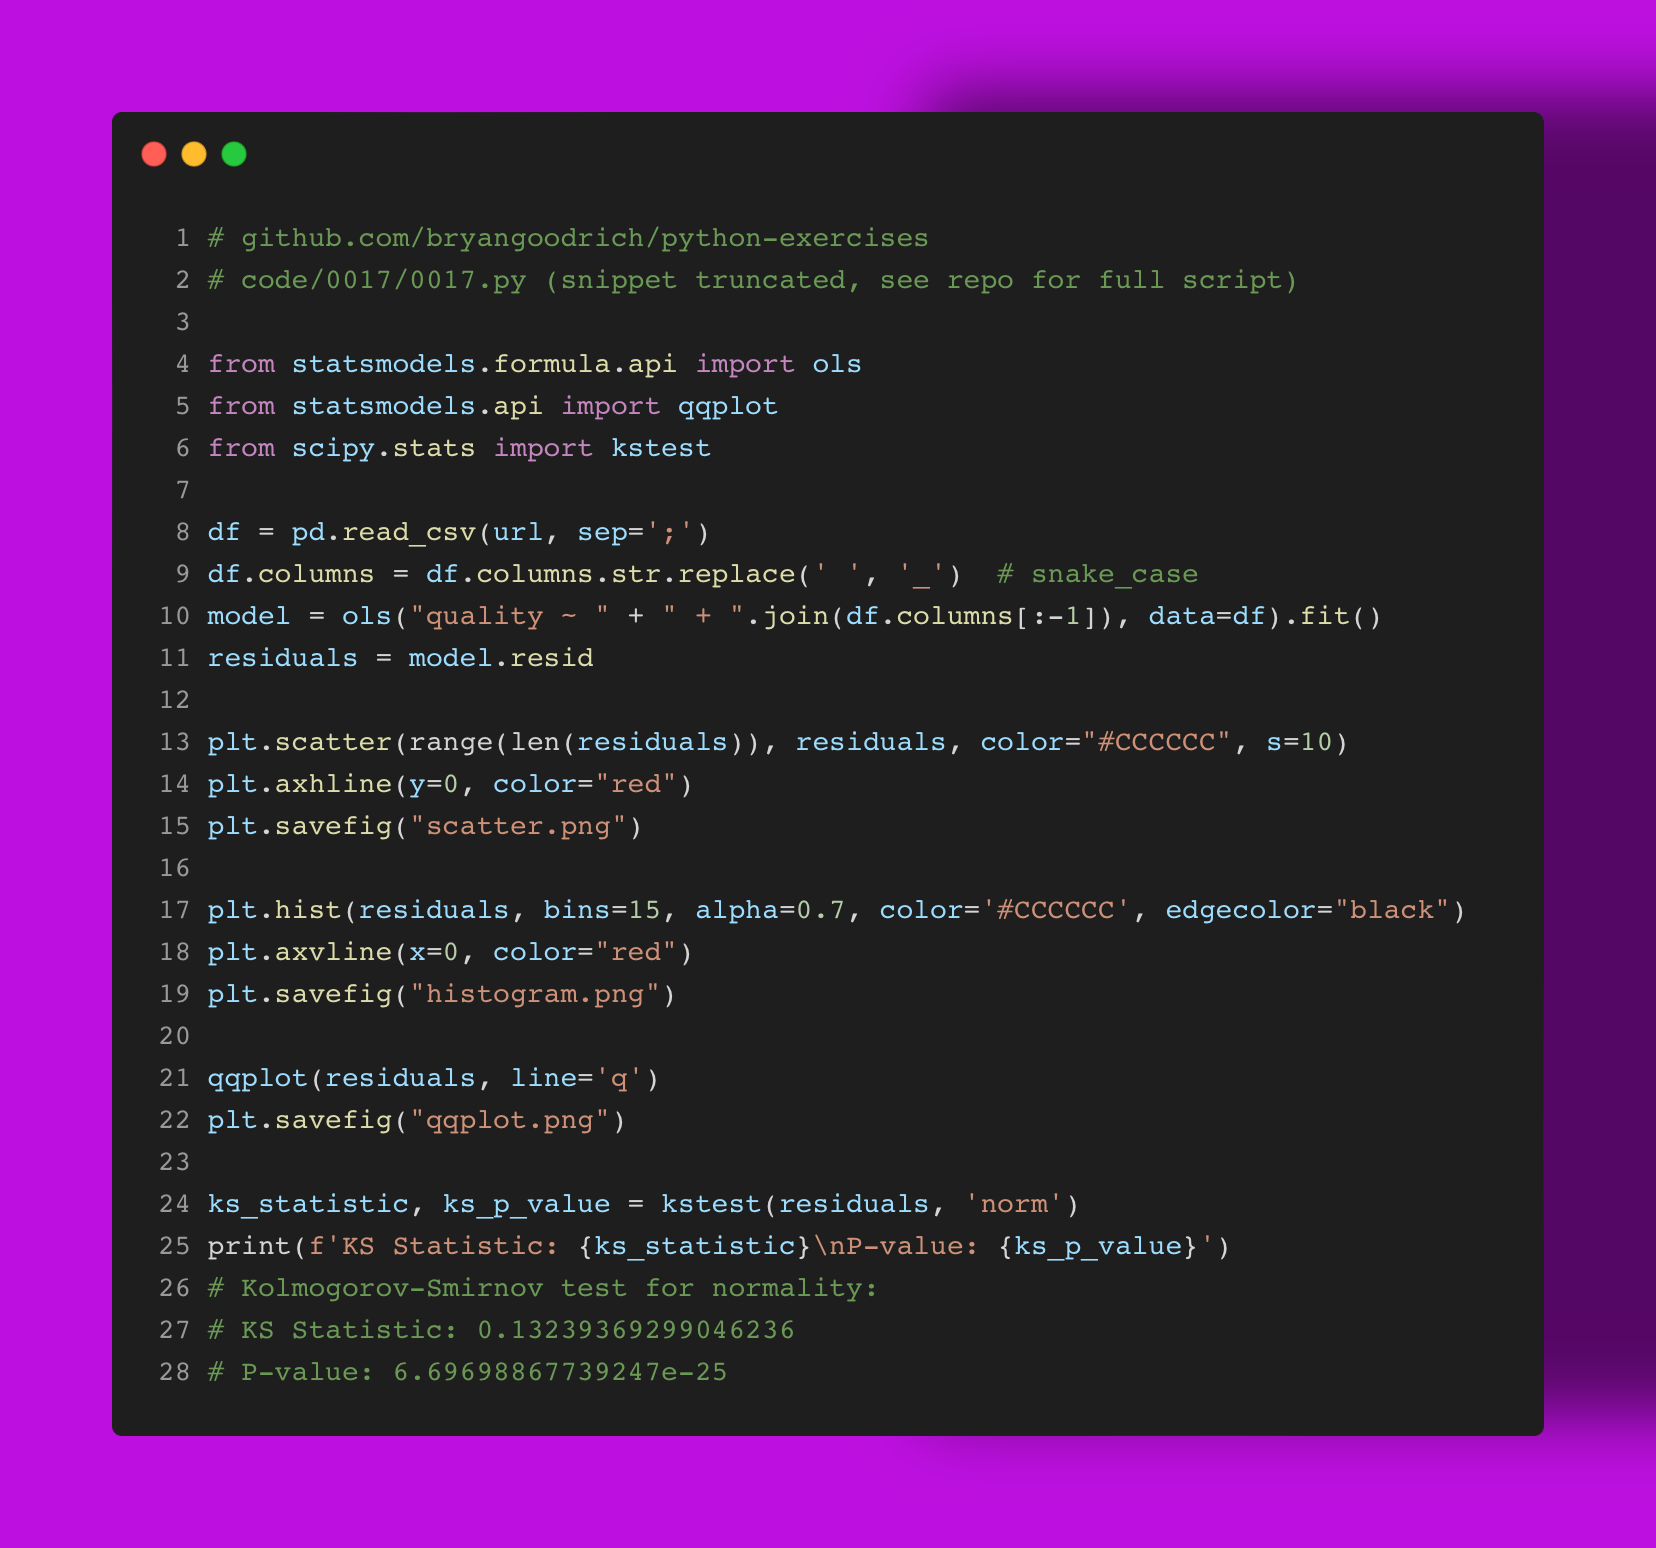 1 # github.com/bryangoodrich/python-exercises
2 # code/0017/0017.py (snippet truncated, see repo for full script)
3
4 from statsmodels.formula.api import ols
5 from statsmodels.api import qqplot
6 from scipy.stats import kstest
7
8 df = pd.read_csv(url, sep=';')
9 df.columns = df.columns.str.replace(' ', '_')  # snake_case
10 model = ols("quality ~ " + " + ".join(df.columns[:-1]), data=df).fit()
11 residuals = model.resid
12
13 plt.scatter(range(len(residuals)), residuals, color="#CCCCCC", s=10)
14 plt.axhline(y=0, color="red")
15 plt.savefig("scatter.png")
16
17 plt.hist(residuals, bins=15, alpha=0.7, color='#CCCCCC', edgecolor="black")
18 plt.axvline(x=0, color="red")
19 plt.savefig("histogram.png")
20
21 qqplot(residuals, line='q')
22 plt.savefig("qqplot.png")
23
24 ks_statistic, ks_p_value = kstest(residuals, 'norm')
25 print(f'KS Statistic: {ks_statistic}\nP-value: {ks_p_value}')
26 # Kolmogorov-Smirnov test for normality:
27 # KS Statistic: 0.13239369299046236
28 # P-value: 6.69698867739247e-25